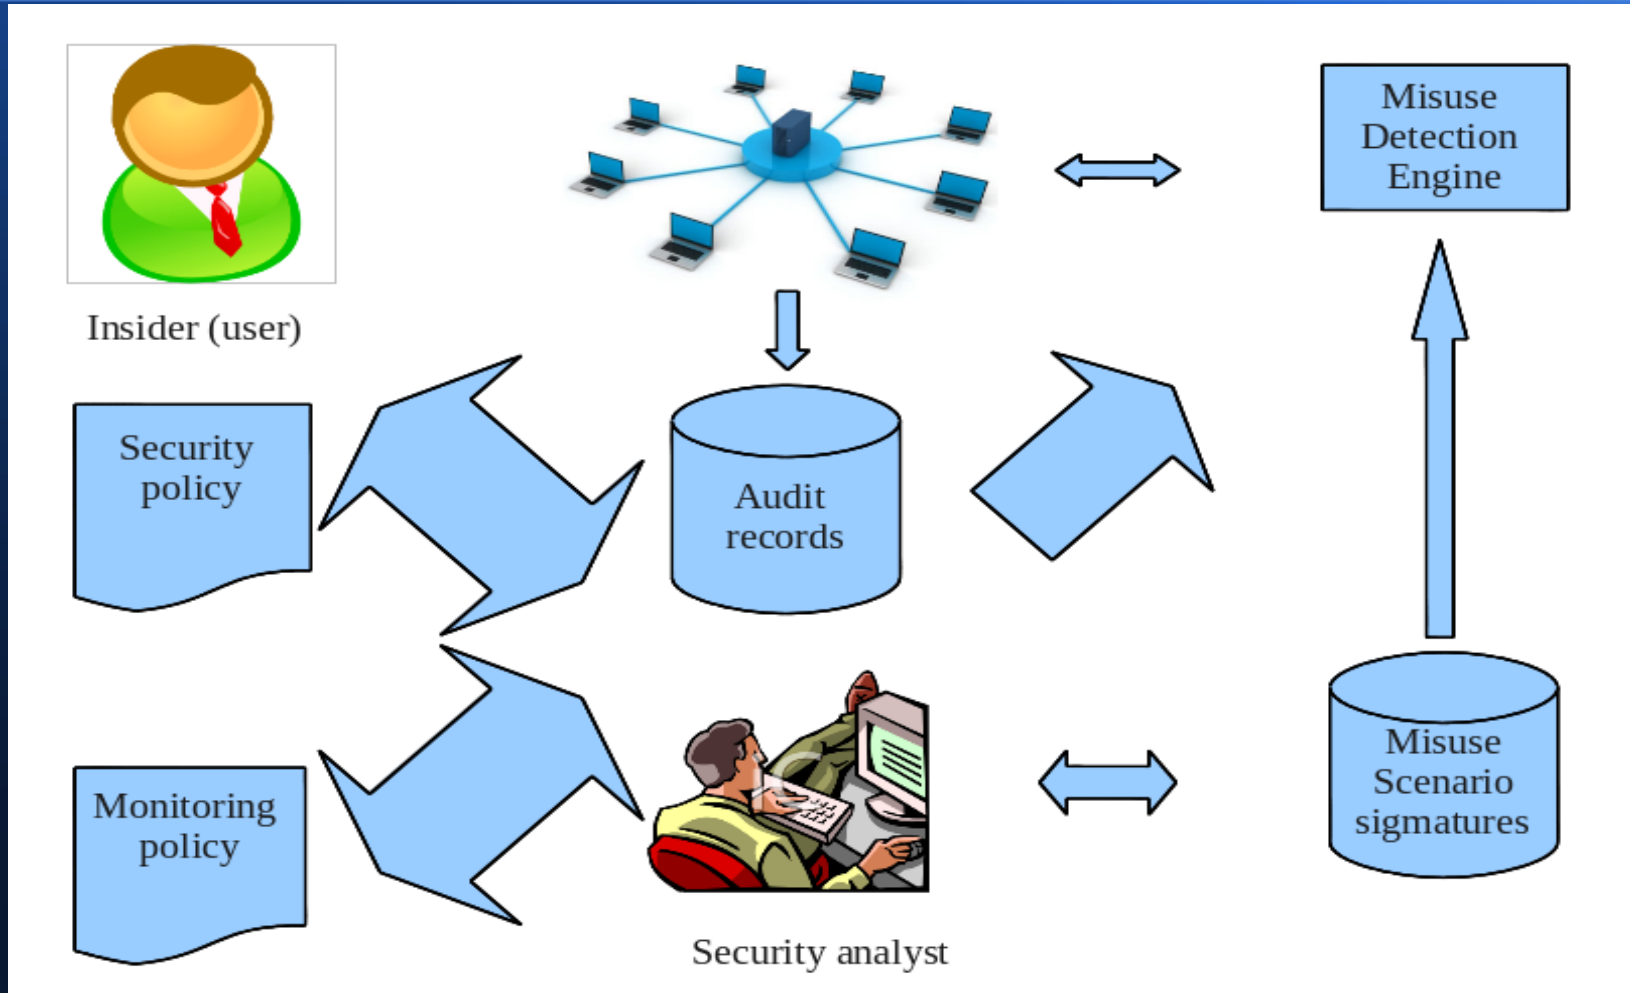 Misuse
Detection
Engine
Insider (user)
Security
policy
Audit
records
Monitoring
policy
Misuse
Scenario
sigmatures
Security analyst